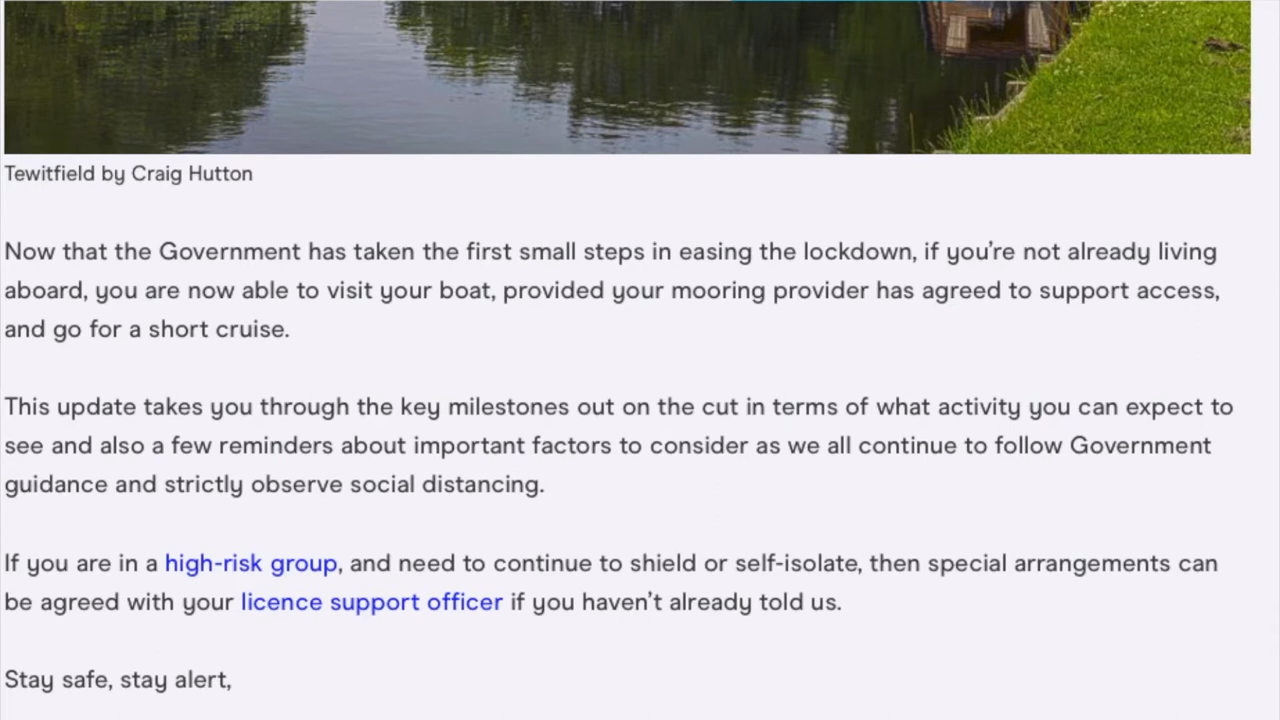 Tewitfield by Craig Hutton
Now that the Government has taken the first small steps in easing the lockdown, if you're not already living
aboard, you are now able to visit your boat, provided your mooring provider has agreed to support access,
and go for a short cruise.
This update takes you through the key milestones out on the cut in terms of what activity you can expect to
see and also a few reminders about important factors to consider as we all continue to follow Government
guidance and strictly observe social distancing.
If you are in a high-risk group, and need to continue to shield or self-isolate, then special arrangements can
be agreed with your licence support officer if you haven't already told us.
Stay safe, stay alert,